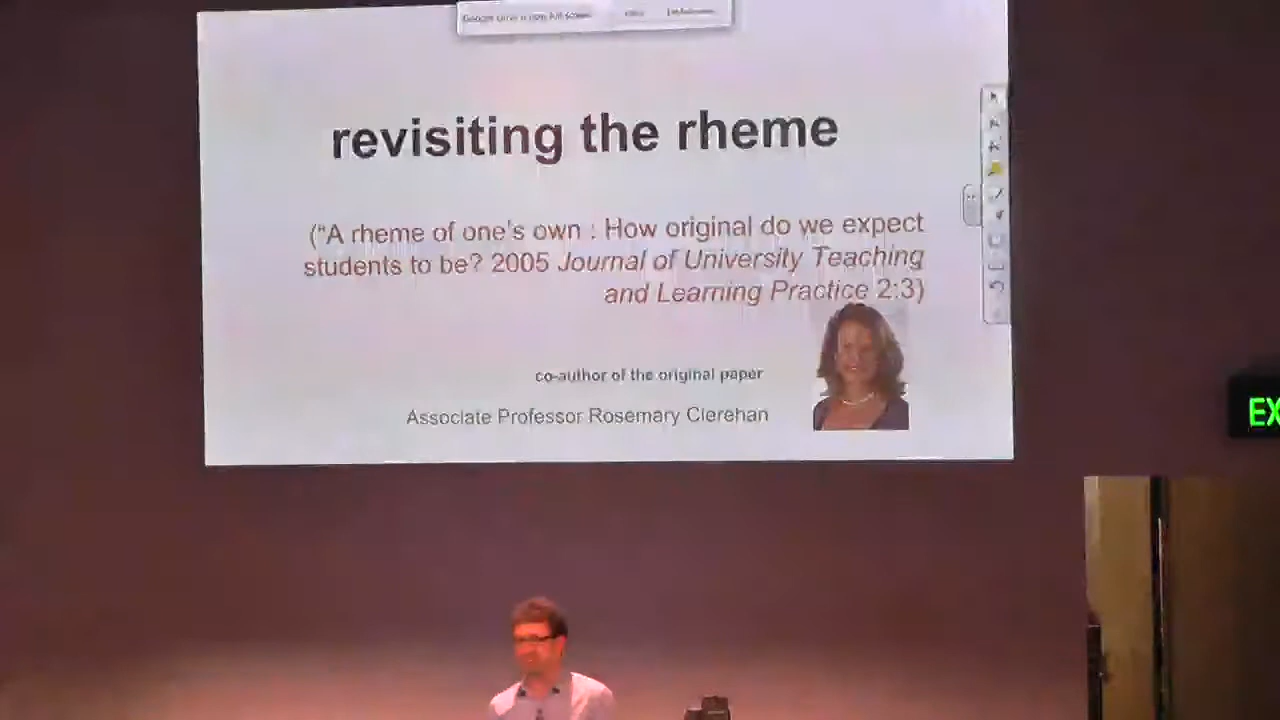 revisiting the rheme
("A rheme of one's own : How original do we expect
students to be? 2005 Journal of University Teaching
and Learning Practice 2:3)
co-author of the original paper
Associate Professor Rosemary Clerehan
EX